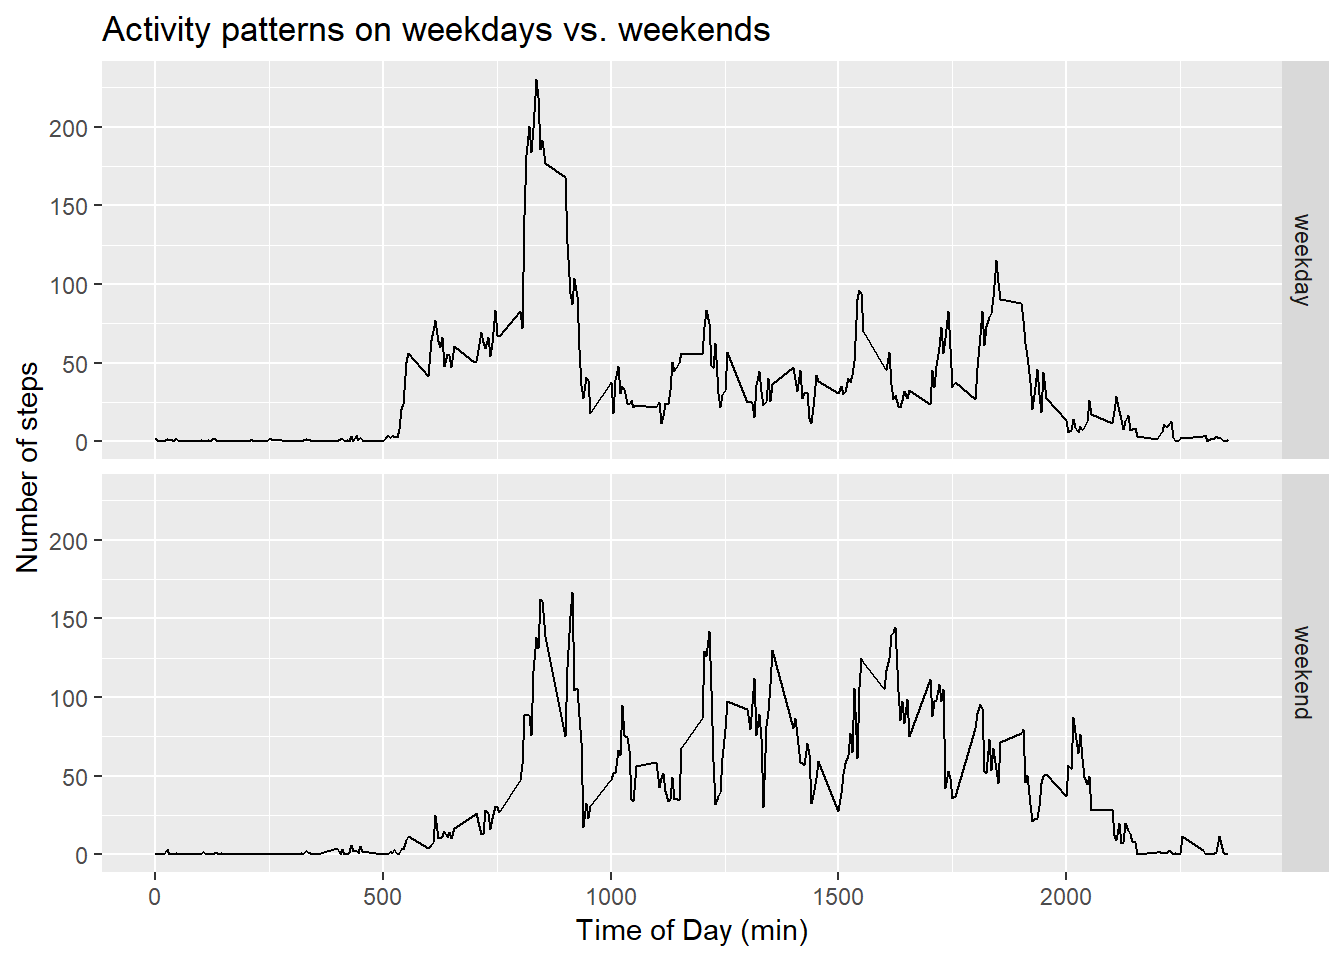 Activity patterns on weekdays vs. weekends
Number of steps
200
150
100
50
0
weekday
200
150
100
50
0
weekend
0 500 1000 1500 2000
Time of Day (min)